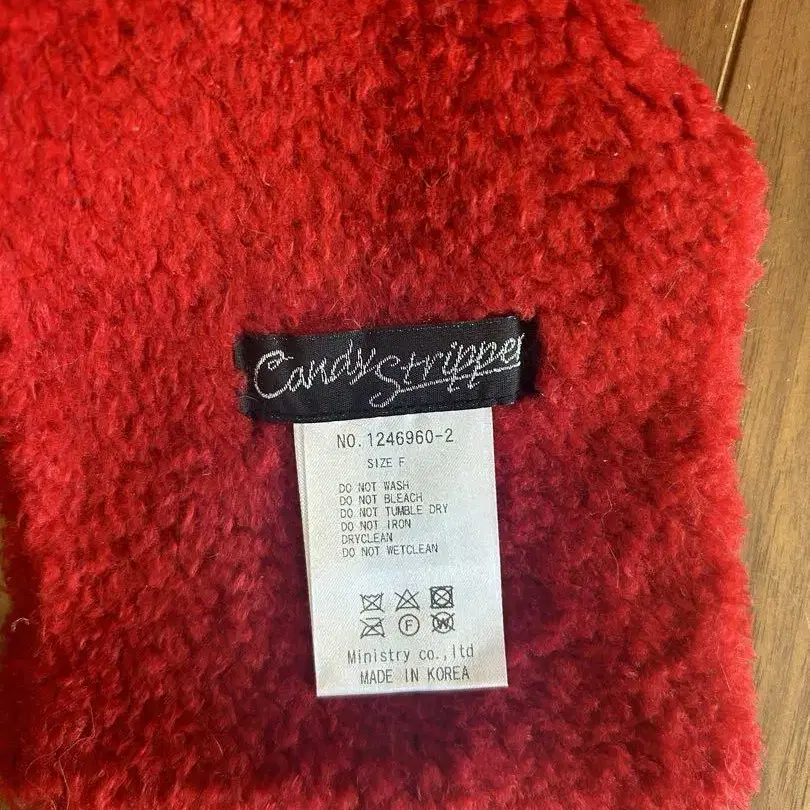 Candy Stripper
NO. 1246960-2
SIZE F
DO NOT WASH
DO NOT BLEACH
DO NOT TUMBLE DRY
DO NOT IRON
DRYCLEAN
DO NOT WETCLEAN
F W
Ministry co.,ltd
MADE IN KOREA